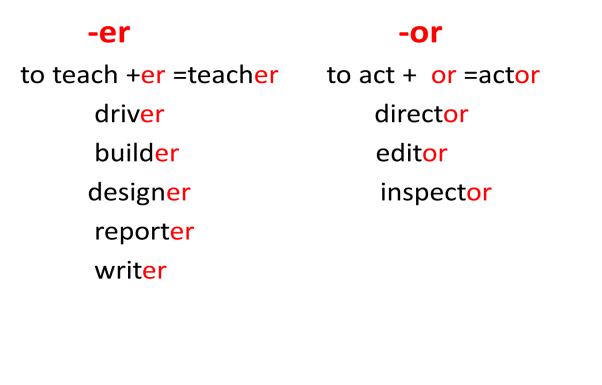 -er
to teach +er =teacher
driver
builder
designer
reporter
writer
-or
to act + or =actor
director
editor
inspector